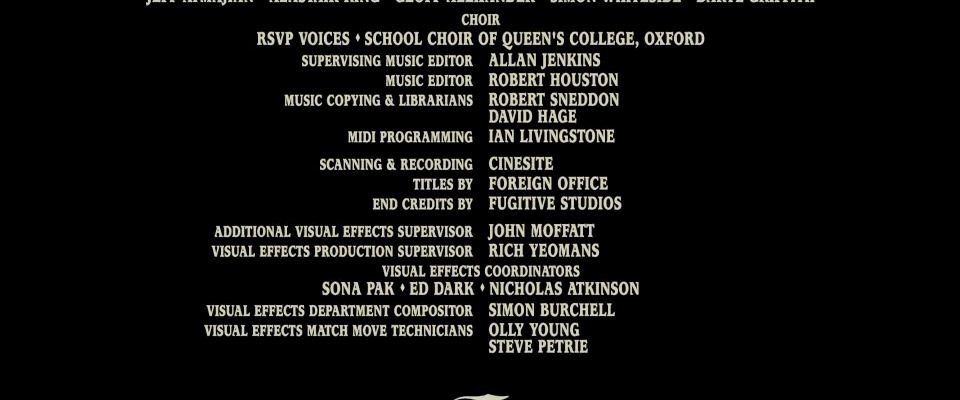 CHOIR
RSVP VOICES ♦ SCHOOL CHOIR OF QUEEN'S COLLEGE, OXFORD
SUPERVISING MUSIC EDITOR ALLAN JENKINS
MUSIC EDITOR ROBERT HOUSTON
MUSIC COPYING & LIBRARIANS ROBERT SNEDDON
DAVID HAGE
MIDI PROGRAMMING IAN LIVINGSTONE
SCANNING & RECORDING CINESITE
TITLES BY FOREIGN OFFICE
END CREDITS BY FUGITIVE STUDIOS
ADDITIONAL VISUAL EFFECTS SUPERVISOR JOHN MOFFATT
VISUAL EFFECTS PRODUCTION SUPERVISOR RICH YEOMANS
VISUAL EFFECTS COORDINATORS
SONA PAK ♦ ED DARK ♦ NICHOLAS ATKINSON
VISUAL EFFECTS DEPARTMENT COMPOSITOR SIMON BURCHELL
VISUAL EFFECTS MATCH MOVE TECHNICIANS OLLY YOUNG
STEVE PETRIE